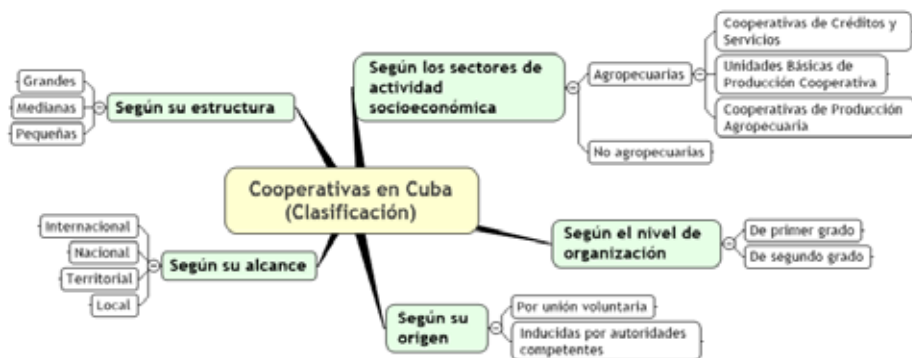 Cooperativas en Cuba
(Clasificación)
Según su estructura
Grandes
Medianas
Pequeñas
Según los sectores de
actividad
socioeconómica
Agropecuarias
Cooperativas de Créditos y
Servicios
Unidades Básicas de
Producción Cooperativa
Cooperativas de Producción
Agropecuaria
No agropecuarias
Según su alcance
Internacional
Nacional
Territorial
Local
Según el nivel de
organización
De primer grado
De segundo grado
Según su
origen
Por unión voluntaria
Inducidas por autoridades
competentes